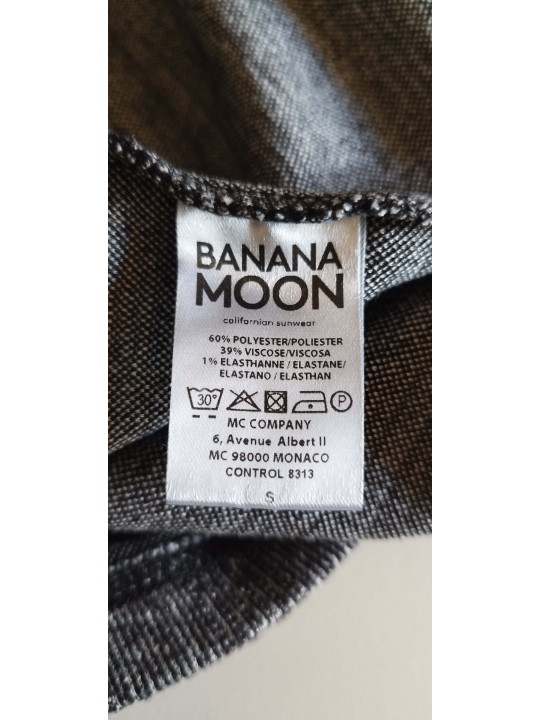 BANANA
MOON
californian sunwear
60% POLYESTER/POLIESTER
39% VISCOSE/VISCOSA
1% ELASTHANNE / ELASTANE/
ELASTANO / ELASTHAN
30° P
MC COMPANY
6, Avenue Albert II
MC 98000 MONACO
CONTROL 8313
S